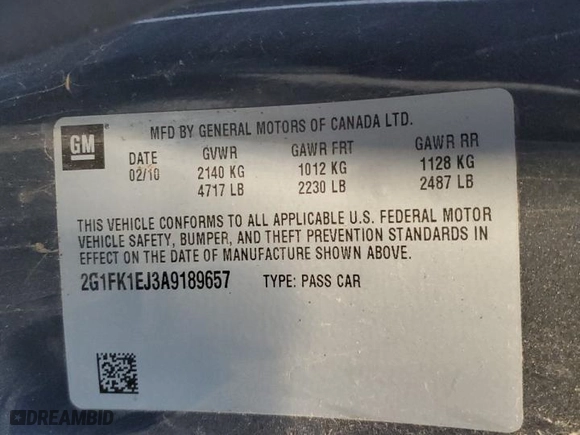 GM
MFD BY GENERAL MOTORS OF CANADA LTD.
DATE GVWR GAWR FRT GAWR RR
02/10 2140 KG 1012 KG 1128 KG
4717 LB 2230 LB 2487 LB
THIS VEHICLE CONFORMS TO ALL APPLICABLE U.S. FEDERAL MOTOR
VEHICLE SAFETY, BUMPER, AND THEFT PREVENTION STANDARDS IN
EFFECT ON THE DATE OF MANUFACTURE SHOWN ABOVE.
2G1FK1EJ3A9189657 TYPE: PASS CAR
DREAMBID